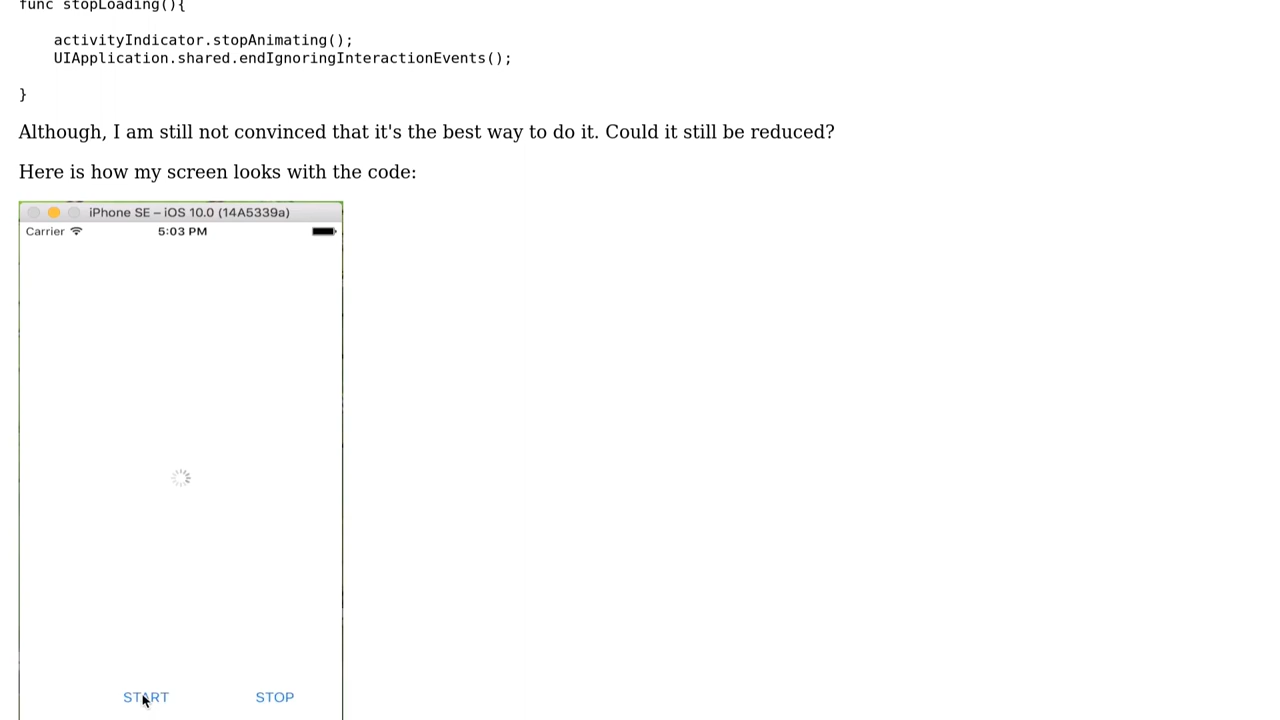 func stopLoading(){
activityIndicator.stopAnimating();
UIApplication.shared.endIgnoringInteractionEvents();
}
Although, I am still not convinced that it's the best way to do it. Could it still be reduced?
Here is how my screen looks with the code:
iPhone SE – iOS 10.0 (14A5339a)
Carrier 5:03 PM
START STOP